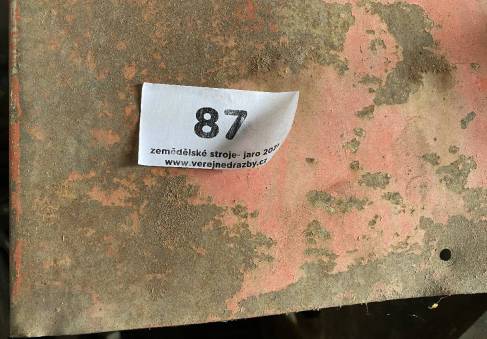 87
zemědělské stroje- jaro
www.verejnedrazby.cz